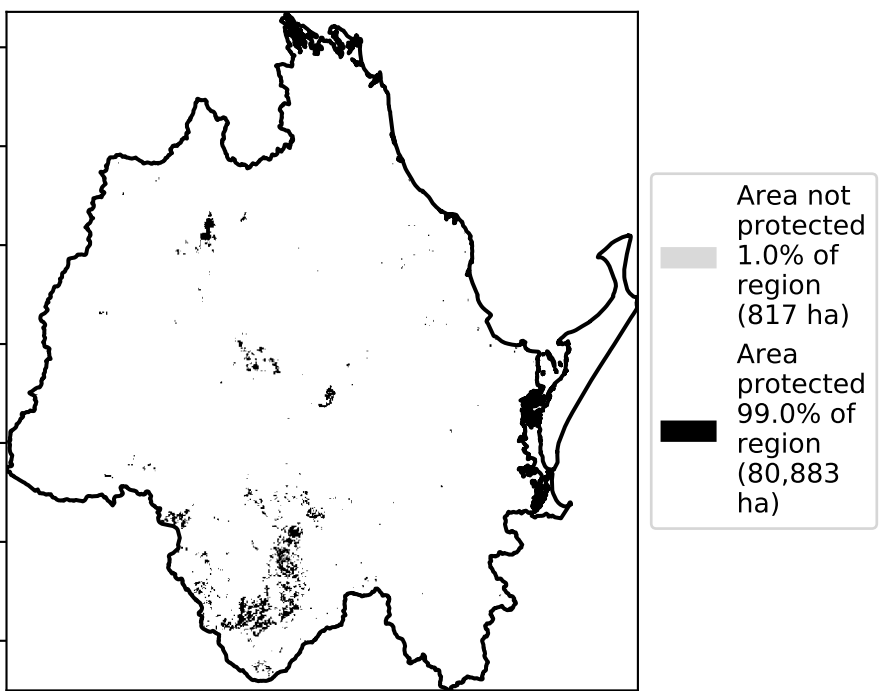 Area not
protected
1.0% of
region
(817 ha)
Area
protected
99.0% of
region
(80,883
ha)